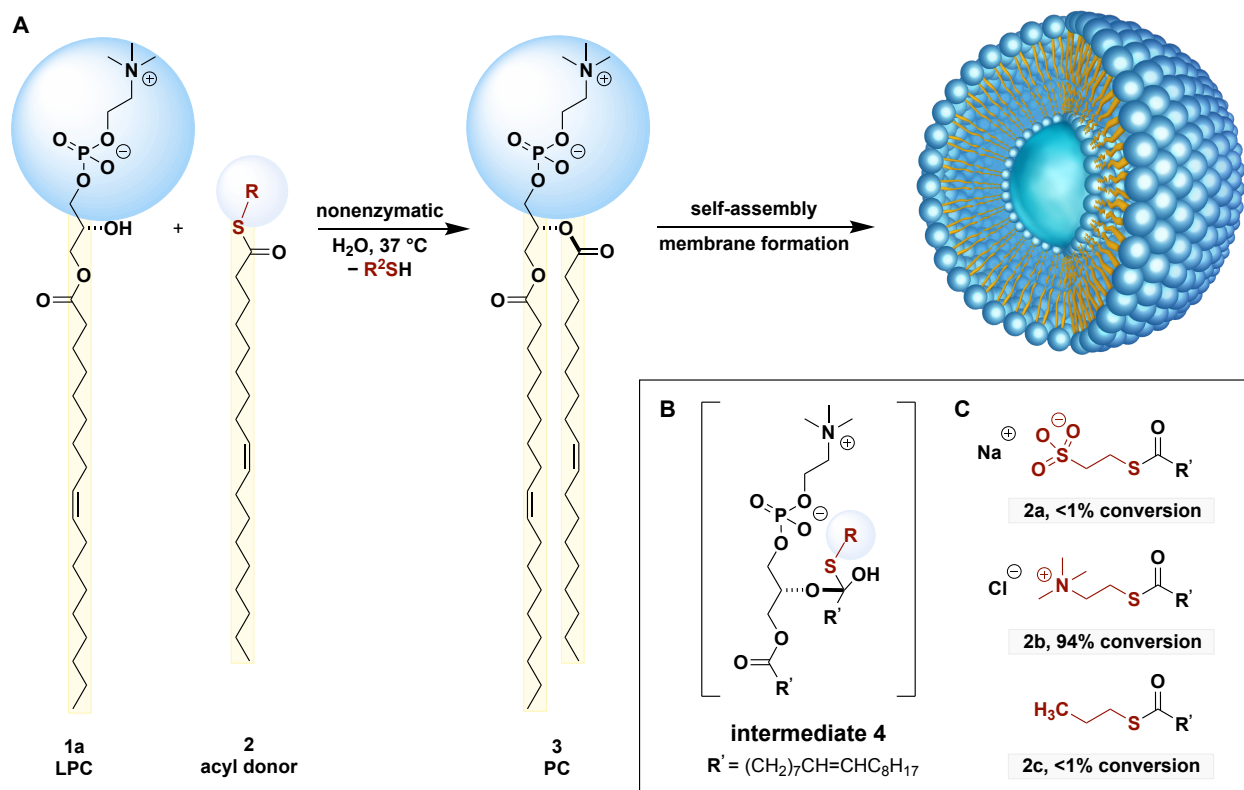 A
N
⊕
O
O
P
⊖
O
O
OH
O
O
1a
LPC
+
R
S
O
2
acyl donor
nonenzymatic
H₂O, 37 °C
– R²SH
N
⊕
O
O
P
⊖
O
O
O
O
O
O
3
PC
self-assembly
membrane formation
B
N
⊕
O
O
P
⊖
O
O
R
S
OH
O
R'
O
O
R'
intermediate 4
R' = (CH₂)₇CH=CHC₈H₁₇
C
Na⊕
⊖
O
O
S
O
S
O
R'
2a, <1% conversion
Cl⊖
⊕
N
S
O
R'
2b, 94% conversion
H₃C
S
O
R'
2c, <1% conversion